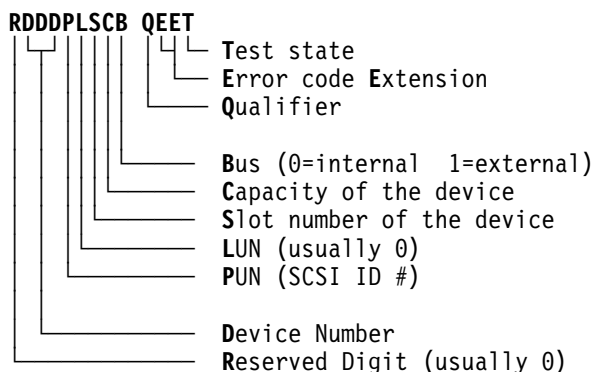 RDDDPLSCB QEET
Test state
Error code Extension
Qualifier
Bus (0=internal 1=external)
Capacity of the device
Slot number of the device
LUN (usually 0)
PUN (SCSI ID #)
Device Number
Reserved Digit (usually 0)